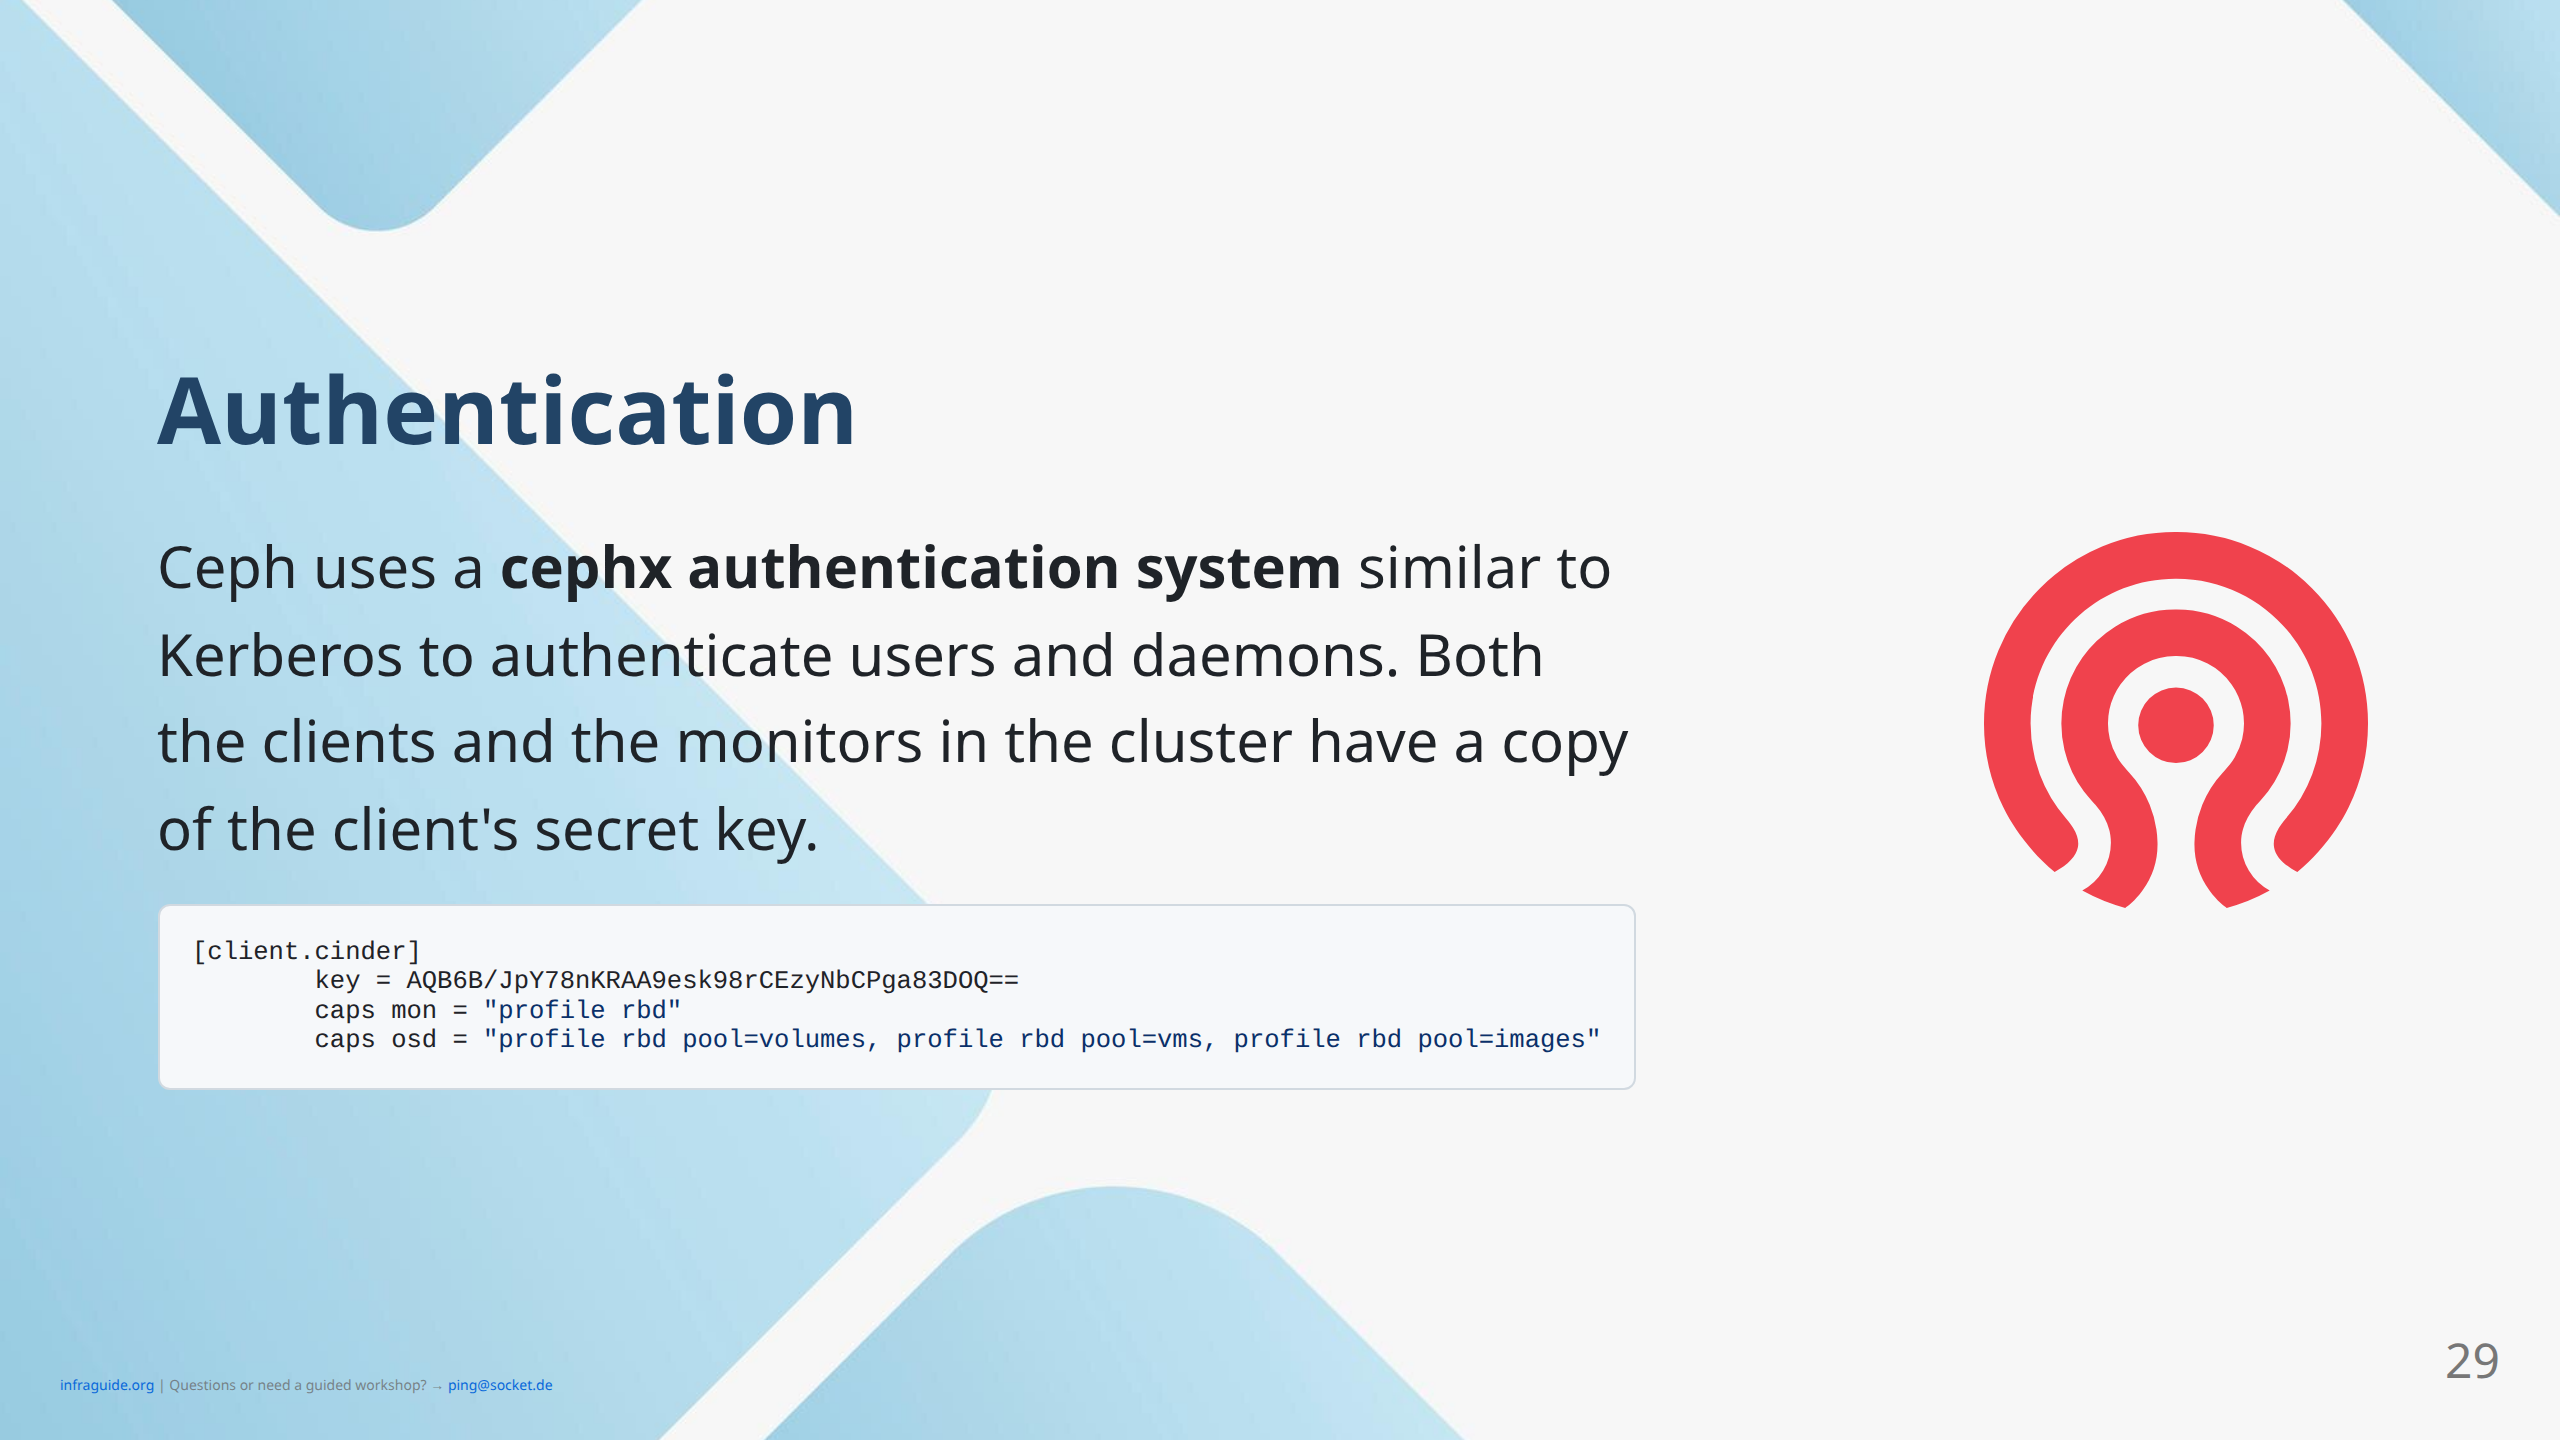 Authentication
Ceph uses a cephx authentication system similar to
Kerberos to authenticate users and daemons. Both
the clients and the monitors in the cluster have a copy
of the client's secret key.
[client.cinder]
        key = AQB6B/JpY78nKRAA9esk98rCEzyNbCPga83DOQ==
        caps mon = "profile rbd"
        caps osd = "profile rbd pool=volumes, profile rbd pool=vms, profile rbd pool=images"
infraguide.org | Questions or need a guided workshop? → ping@socket.de
29